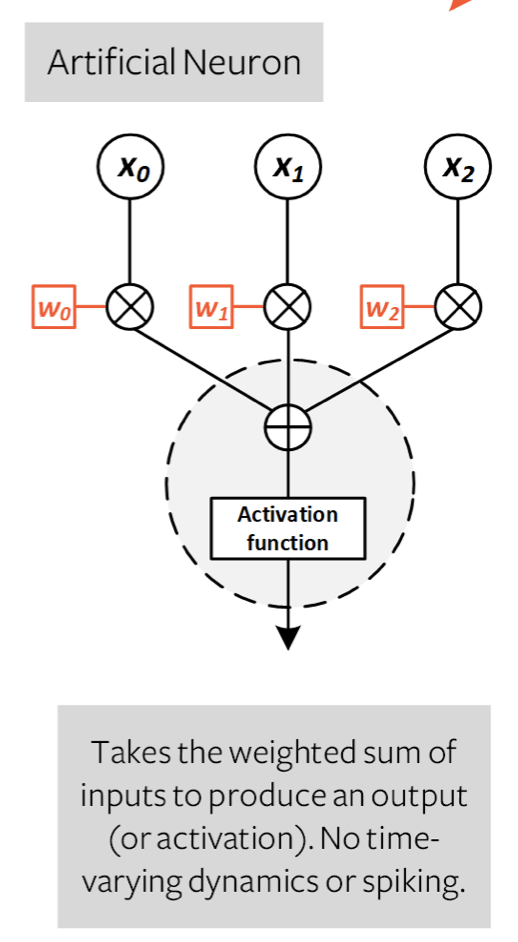 Artificial Neuron
X0 X1 X2
w0 w1 w2
Activation
function
Takes the weighted sum of
inputs to produce an output
(or activation). No time-
varying dynamics or spiking.